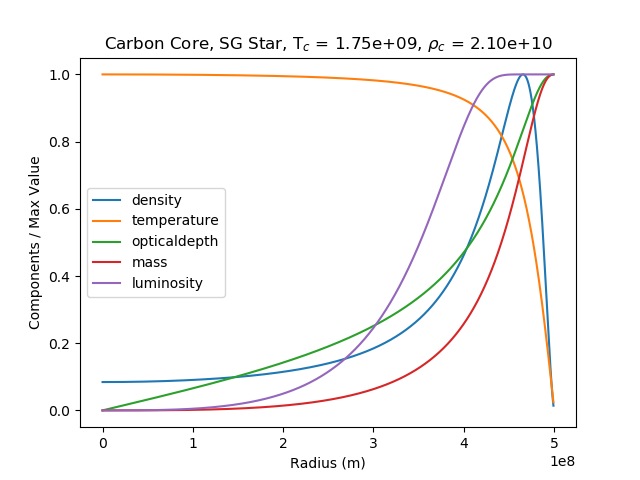 Carbon Core, SG Star, T_c = 1.75e+09, ρ_c = 2.10e+10
Components / Max Value
1.0
0.8
0.6
0.4
0.2
0.0
density
temperature
opticaldepth
mass
luminosity
0 1 2 3 4 5
1e8
Radius (m)